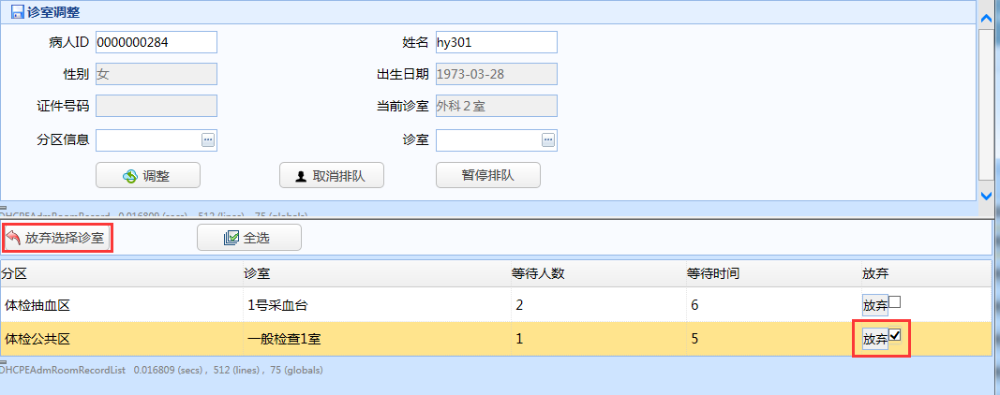 诊室调整
病人ID 0000000284 姓名 hy301
性别 女 出生日期 1973-03-28
证件号码 当前诊室 外科２室
分区信息 诊室
调整 取消排队 暂停排队
DHCPEAdmRoomRecord 0.016809 (secs) , 512 (lines) , 75 (globals)
放弃选择诊室 全选
分区 诊室 等待人数 等待时间 放弃
体检抽血区 1号采血台 2 6 放弃
体检公共区 一般检查1室 1 5 放弃
DHCPEAdmRoomRecordList 0.016809 (secs) , 512 (lines) , 75 (globals)